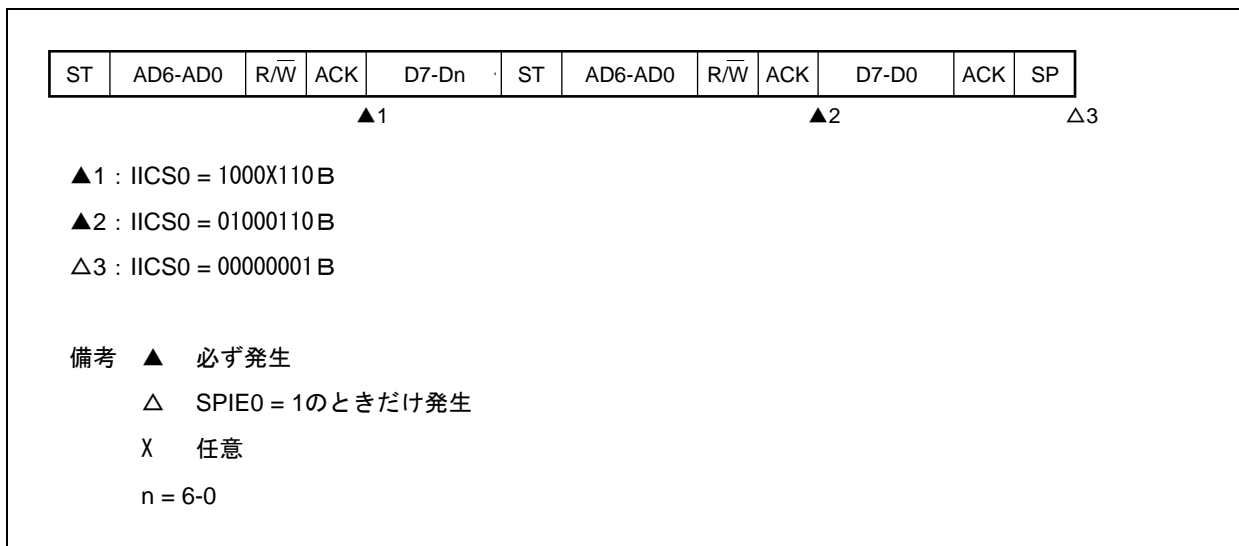 ST AD6-AD0 R/W̅ ACK D7-Dn ST AD6-AD0 R/W̅ ACK D7-D0 ACK SP
▲1 ▲2 △3
▲1：IICS0 = 1000X110B
▲2：IICS0 = 01000110B
△3：IICS0 = 00000001B
備考 ▲ 必ず発生
△ SPIE0 = 1のときだけ発生
X 任意
n = 6-0